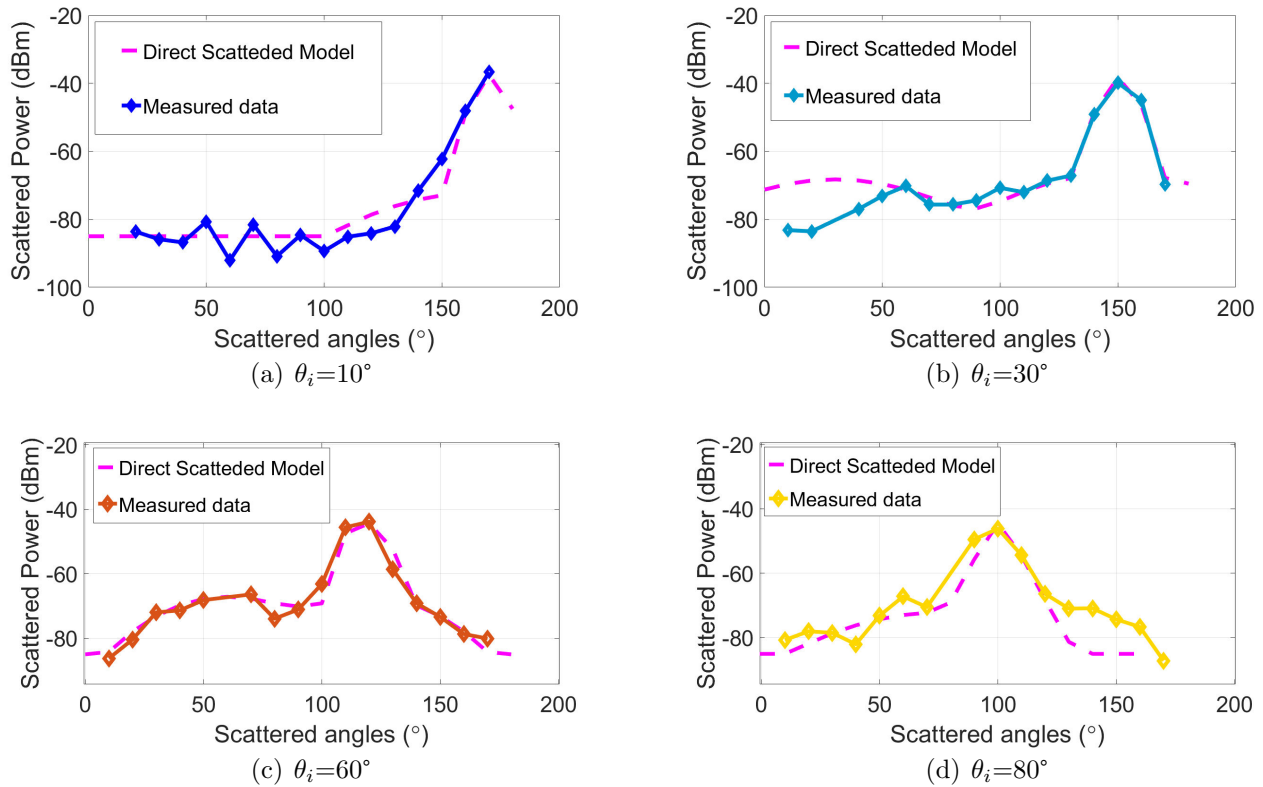 -20
-40
-60
-80
-100
0
50
100
150
200
Scattered Power (dBm)
Scattered angles (°)
Direct Scatteded Model
Measured data
(a) θi=10°
-20
-40
-60
-80
-100
0
50
100
150
200
Scattered Power (dBm)
Scattered angles (°)
Direct Scatteded Model
Measured data
(b) θi=30°
-20
-40
-60
-80
0
50
100
150
200
Scattered Power (dBm)
Scattered angles (°)
Direct Scatteded Model
Measured data
(c) θi=60°
-20
-40
-60
-80
0
50
100
150
200
Scattered Power (dBm)
Scattered angles (°)
Direct Scatteded Model
Measured data
(d) θi=80°